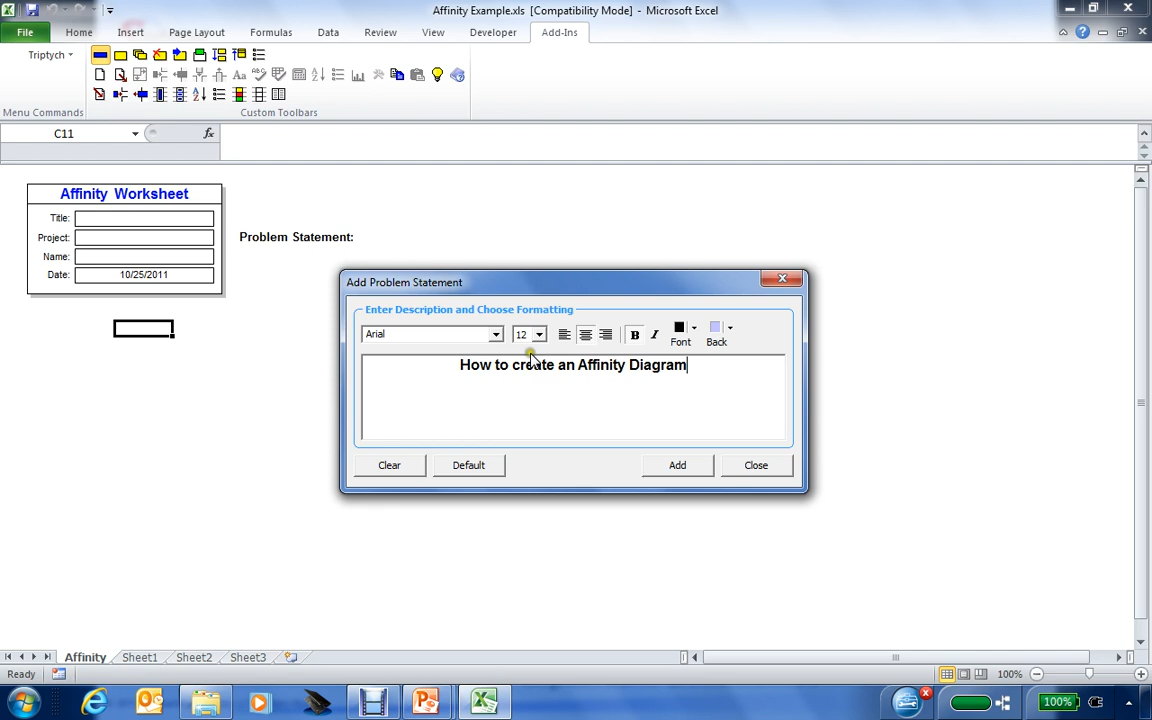 Affinity Example.xls [Compatibility Mode] - Microsoft Excel
File Home Insert Page Layout Formulas Data Review View Developer Add-Ins
Triptych
Aa
Menu Commands Custom Toolbars
C11 fx
Affinity Worksheet
Title:
Project:
Problem Statement:
Name:
Date: 10/25/2011
Add Problem Statement
Enter Description and Choose Formatting
Arial 12 B I Font Back
How to create an Affinity Diagram
Clear Default Add Close
Affinity Sheet1 Sheet2 Sheet3
Ready 100%
100%